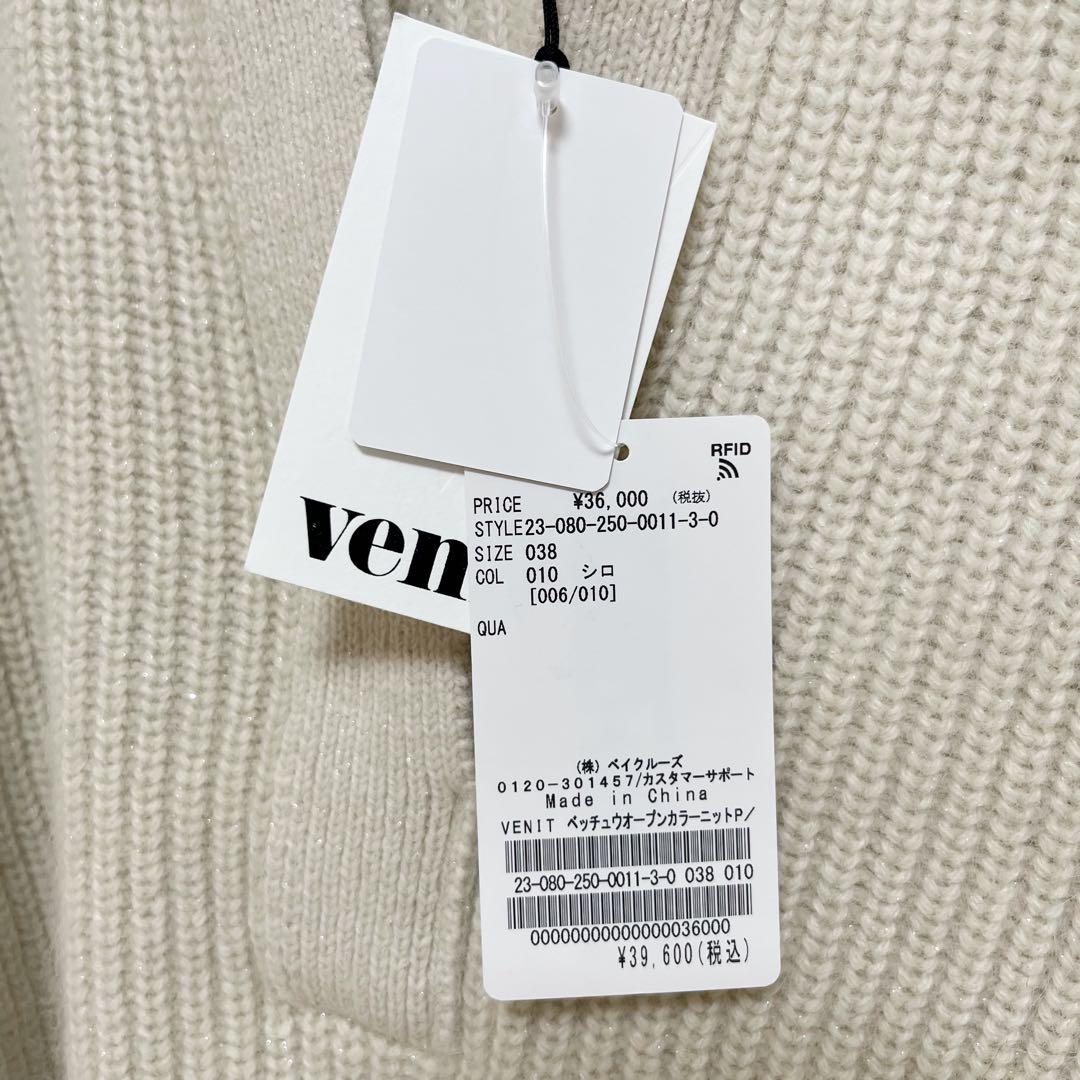 ven
RFID
PRICE ¥36,000 (税抜)
STYLE 23-080-250-0011-3-0
SIZE 038
COL 010 シロ
[006/010]
QUA
(株) ベイクルーズ
0120-301457/カスタマーサポート
Made in China
VENIT ベッチュウオープンカラーニットP/
23-080-250-0011-3-0 038 010
00000000000000036000
¥39,600(税込)